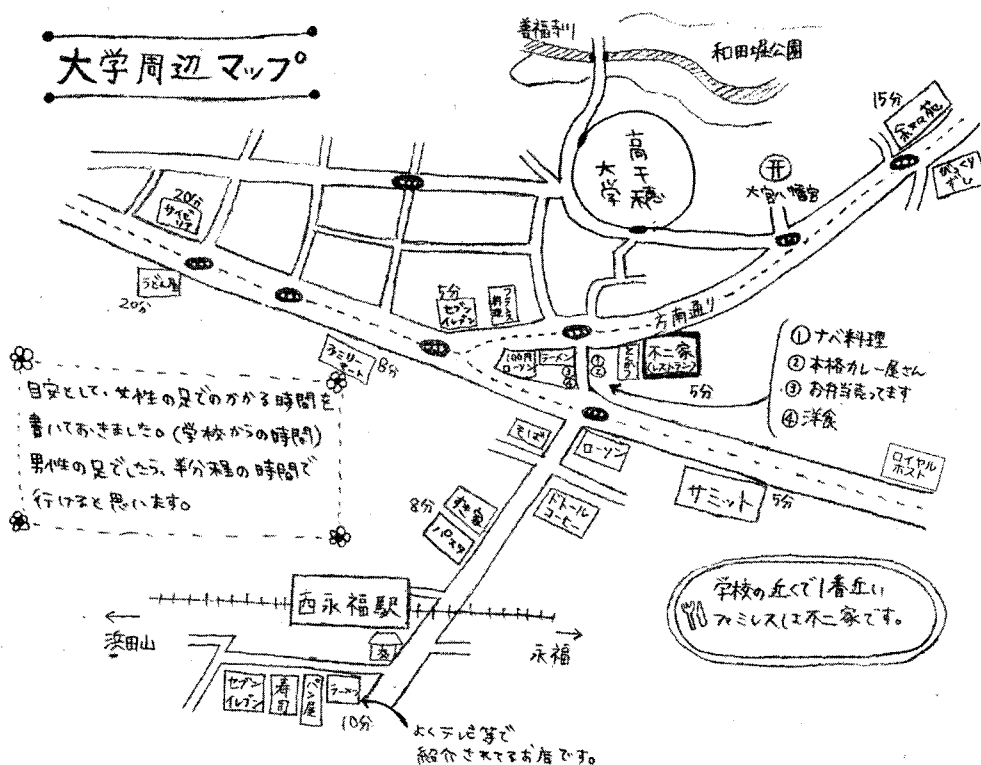 大学周辺マップ
善福寺川
和田堀公園
高千穂
大学
大宮八幡宮
15分
叙々苑
びっくり
ずし
20分
サイゼ
リア
うどん屋
20分
5分
セブン
イレブン
フランス
料理
方南通り
ファミリー
マート
8分
100円
ローソン
ラーメン
①
②
③
④
不二家
(レストラン)
5分
① ナベ料理
② 本格カレー屋さん
③ お弁当売ってます
④ 洋食
目安として、女性の足でのかかる時間を
書いておきました。(学校からの時間)
男性の足でしたら、半分程の時間で
行けると思います。
そば
ローソン
ロイヤル
ホスト
サミット
5分
ドトール
コーヒー
8分
すき家
パスタ
西永福駅
浜田山
永福
交
学校の近くで1番近い
ファミレスは不二家です。
セブン
イレブン
寿司
パン屋
ラーメン
10分
よくテレビ等で
紹介されてるお店です。